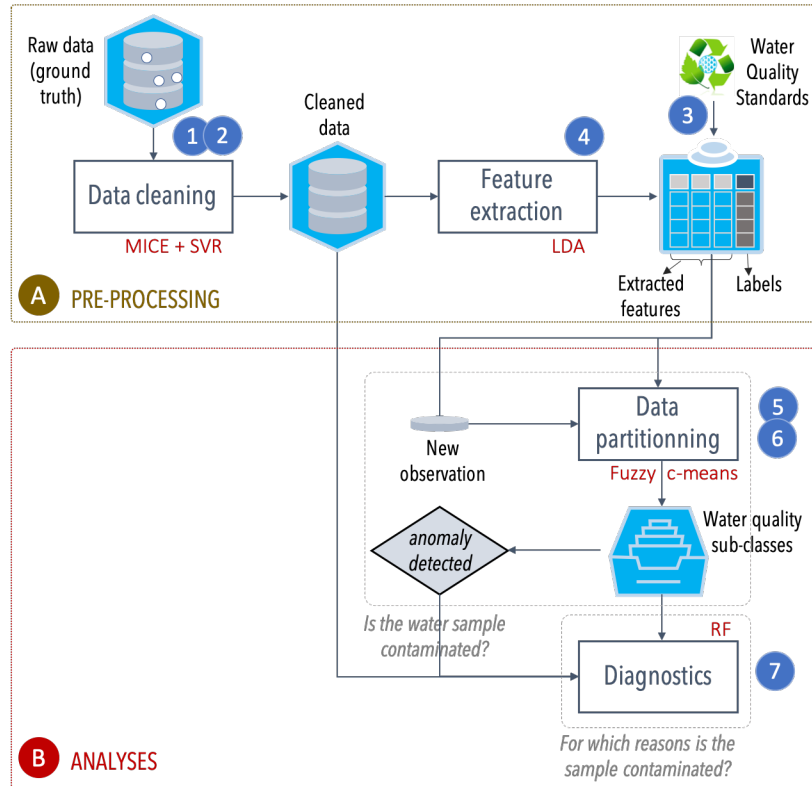 Raw data
(ground
truth)
1
2
Data cleaning
MICE + SVR
Cleaned
data
4
Feature
extraction
LDA
Water
Quality
Standards
3
Extracted
features
Labels
A
PRE-PROCESSING
5
6
Data
partitionning
Fuzzy c-means
New
observation
Water quality
sub-classes
anomaly
detected
Is the water sample
contaminated?
RF
Diagnostics
7
For which reasons is the
sample contaminated?
B
ANALYSES